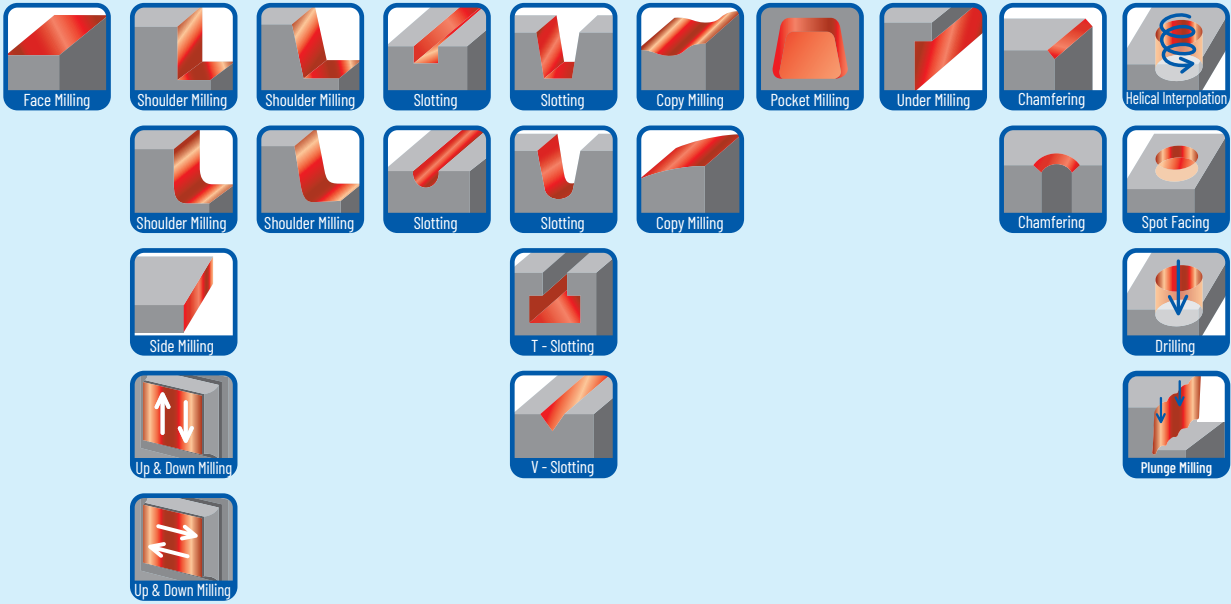 Face Milling
Shoulder Milling
Shoulder Milling
Slotting
Slotting
Copy Milling
Pocket Milling
Under Milling
Chamfering
Helical Interpolation
Shoulder Milling
Shoulder Milling
Slotting
Slotting
Copy Milling
Chamfering
Spot Facing
Side Milling
T - Slotting
Drilling
Up & Down Milling
V - Slotting
Plunge Milling
Up & Down Milling